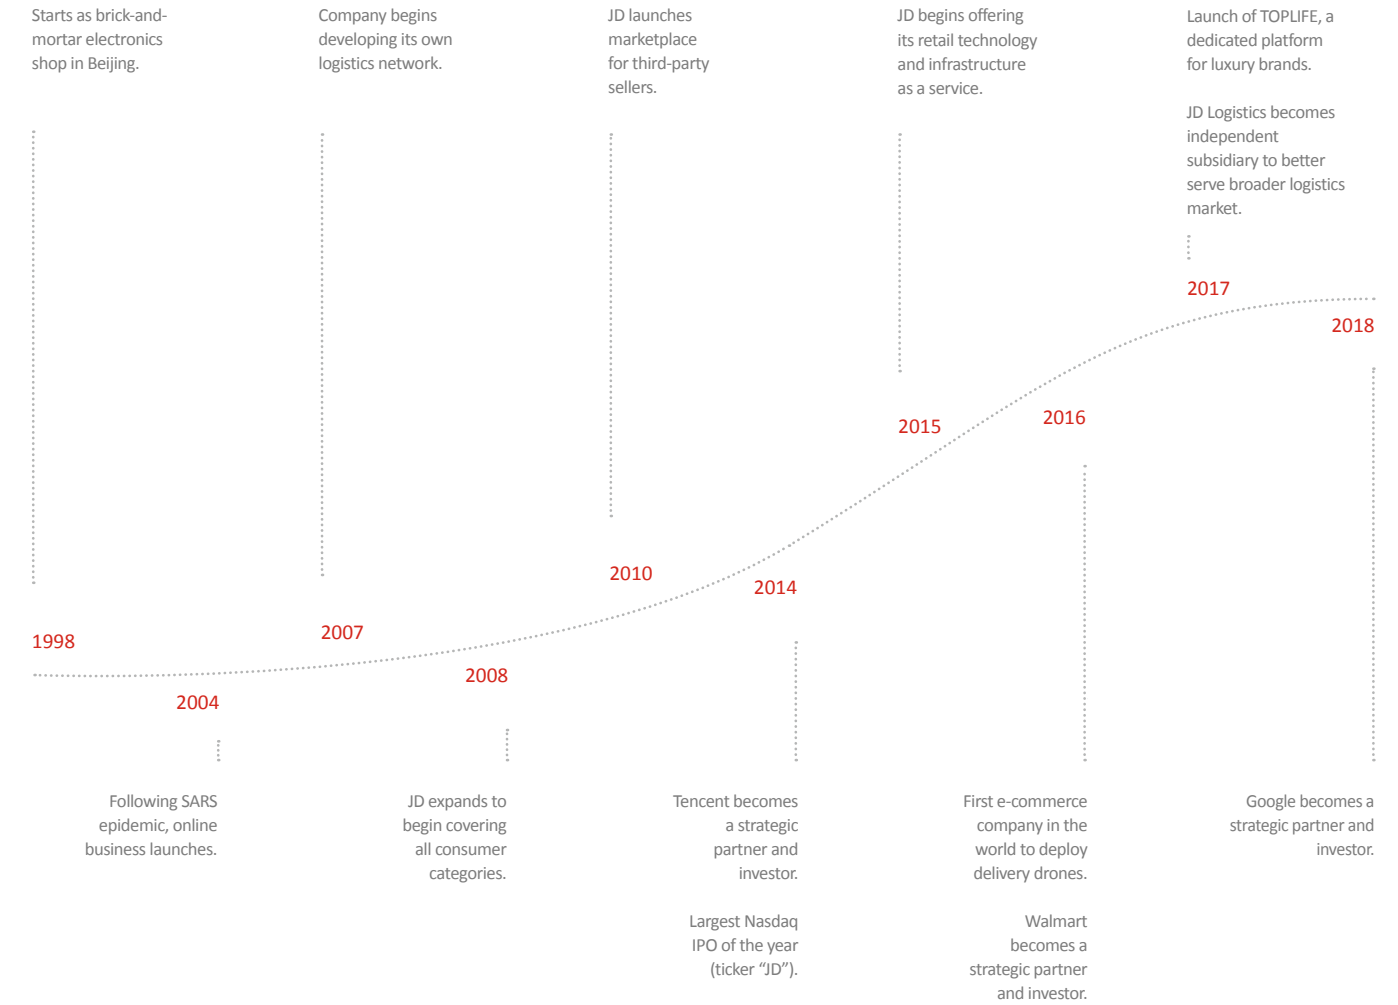 Starts as brick-and-
mortar electronics
shop in Beijing.
Company begins
developing its own
logistics network.
JD launches
marketplace
for third-party
sellers.
JD begins offering
its retail technology
and infrastructure
as a service.
Launch of TOPLIFE, a
dedicated platform
for luxury brands.
JD Logistics becomes
independent
subsidiary to better
serve broader logistics
market.
1998
2004
2007
2008
2010
2014
2015
2016
2017
2018
Following SARS
epidemic, online
business launches.
JD expands to
begin covering
all consumer
categories.
Tencent becomes
a strategic
partner and
investor.
Largest Nasdaq
IPO of the year
(ticker “JD”).
First e-commerce
company in the
world to deploy
delivery drones.
Walmart
becomes a
strategic partner
and investor.
Google becomes a
strategic partner and
investor.